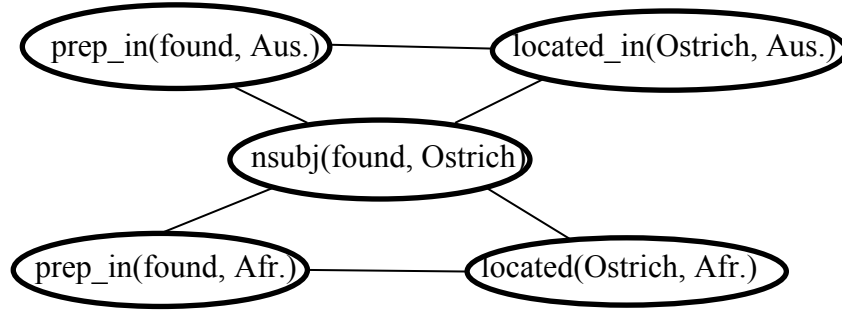 prep_in(found, Aus.)
located_in(Ostrich, Aus.)
nsubj(found, Ostrich)
prep_in(found, Afr.)
located(Ostrich, Afr.)